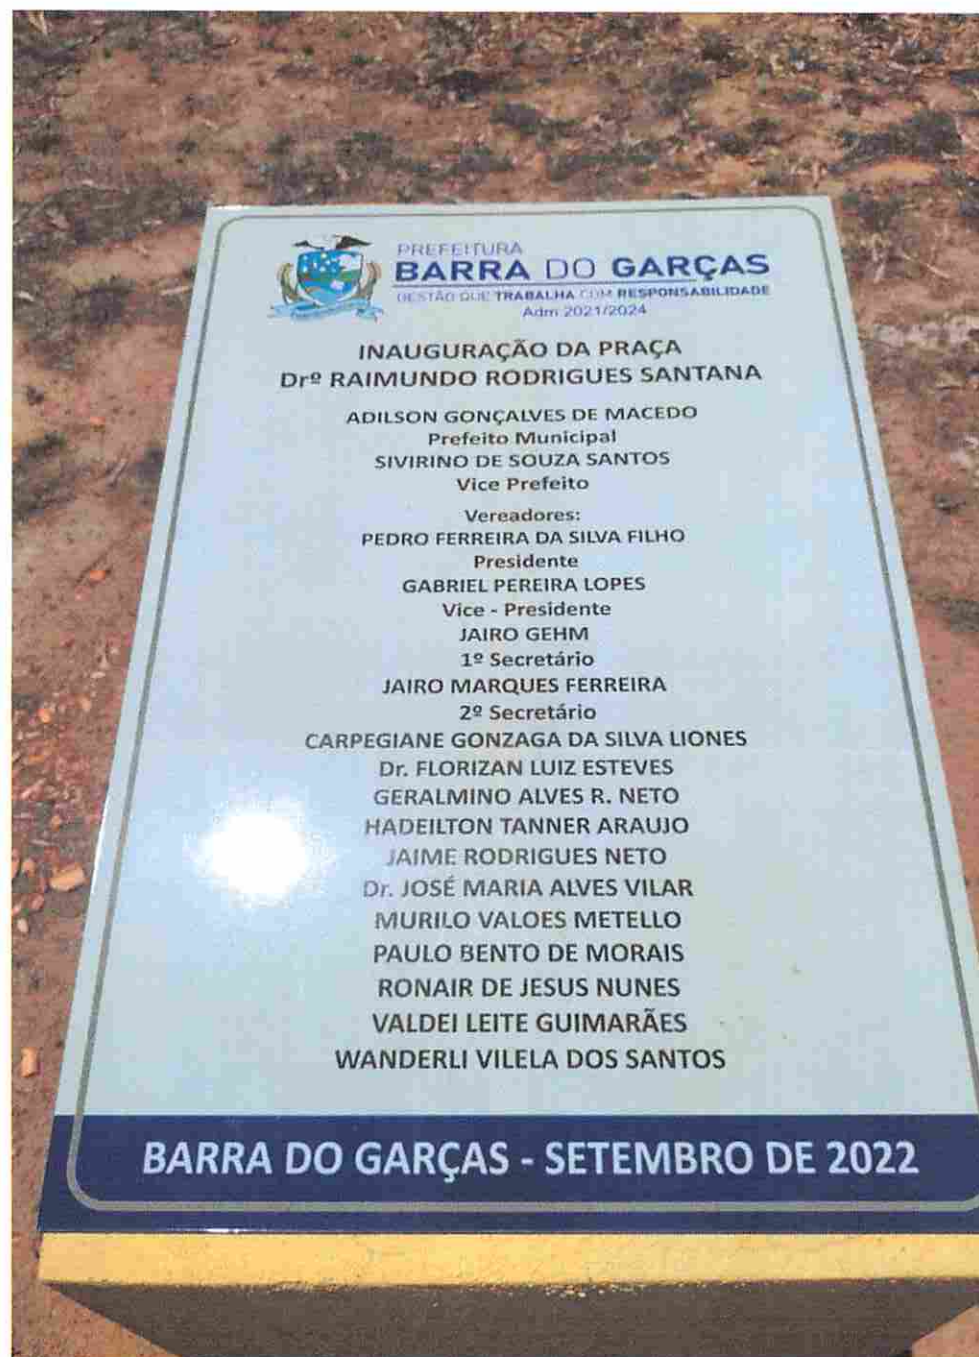 PREFEITURA
BARRA DO GARÇAS
GESTÃO QUE TRABALHA COM RESPONSABILIDADE
Adm 2021/2024
INAUGURAÇÃO DA PRAÇA
Drº RAIMUNDO RODRIGUES SANTANA
ADILSON GONÇALVES DE MACEDO
Prefeito Municipal
SIVIRINO DE SOUZA SANTOS
Vice Prefeito
Vereadores:
PEDRO FERREIRA DA SILVA FILHO
Presidente
GABRIEL PEREIRA LOPES
Vice - Presidente
JAIRO GEHM
1º Secretário
JAIRO MARQUES FERREIRA
2º Secretário
CARPEGIANE GONZAGA DA SILVA LIONES
Dr. FLORIZAN LUIZ ESTEVES
GERALMINO ALVES R. NETO
HADEILTON TANNER ARAUJO
JAIME RODRIGUES NETO
Dr. JOSÉ MARIA ALVES VILAR
MURILO VALOES METELLO
PAULO BENTO DE MORAIS
RONAIR DE JESUS NUNES
VALDEI LEITE GUIMARÃES
WANDERLI VILELA DOS SANTOS
BARRA DO GARÇAS - SETEMBRO DE 2022